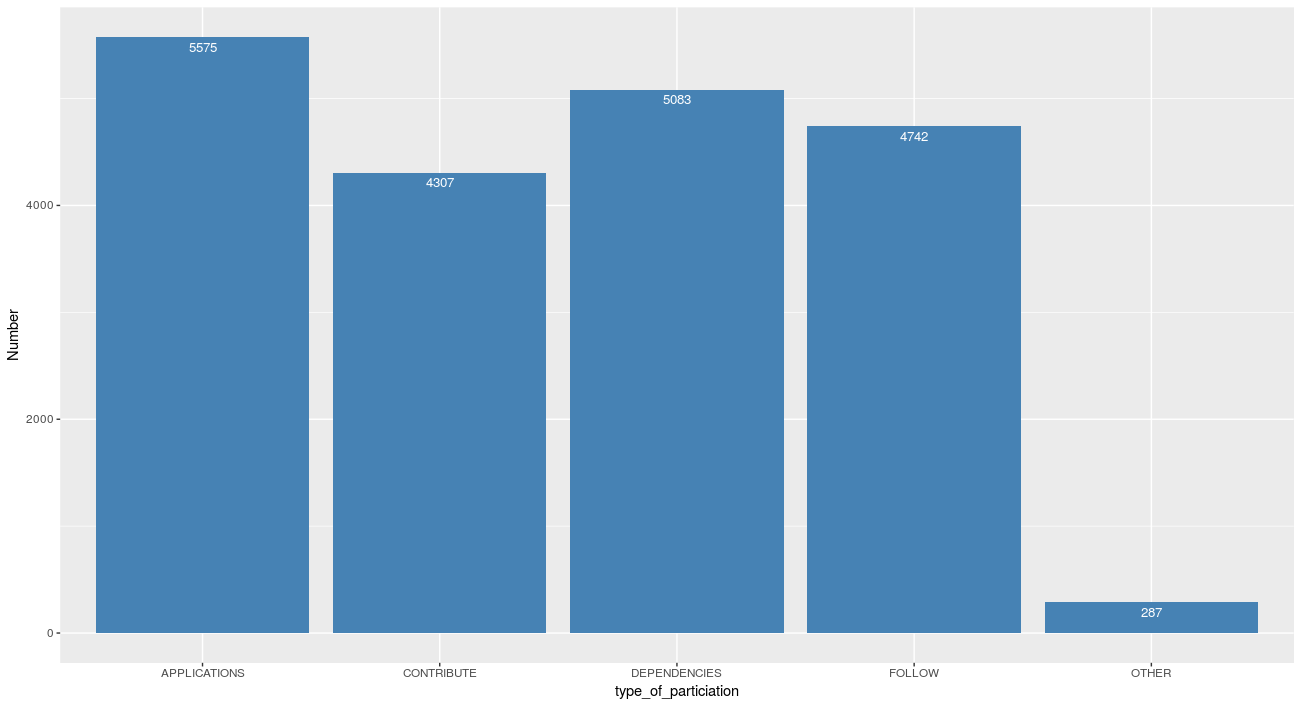 5575
5083
4742
4307
4000
Number
2000
287
0
APPLICATIONS CONTRIBUTE DEPENDENCIES FOLLOW OTHER
type_of_particiation